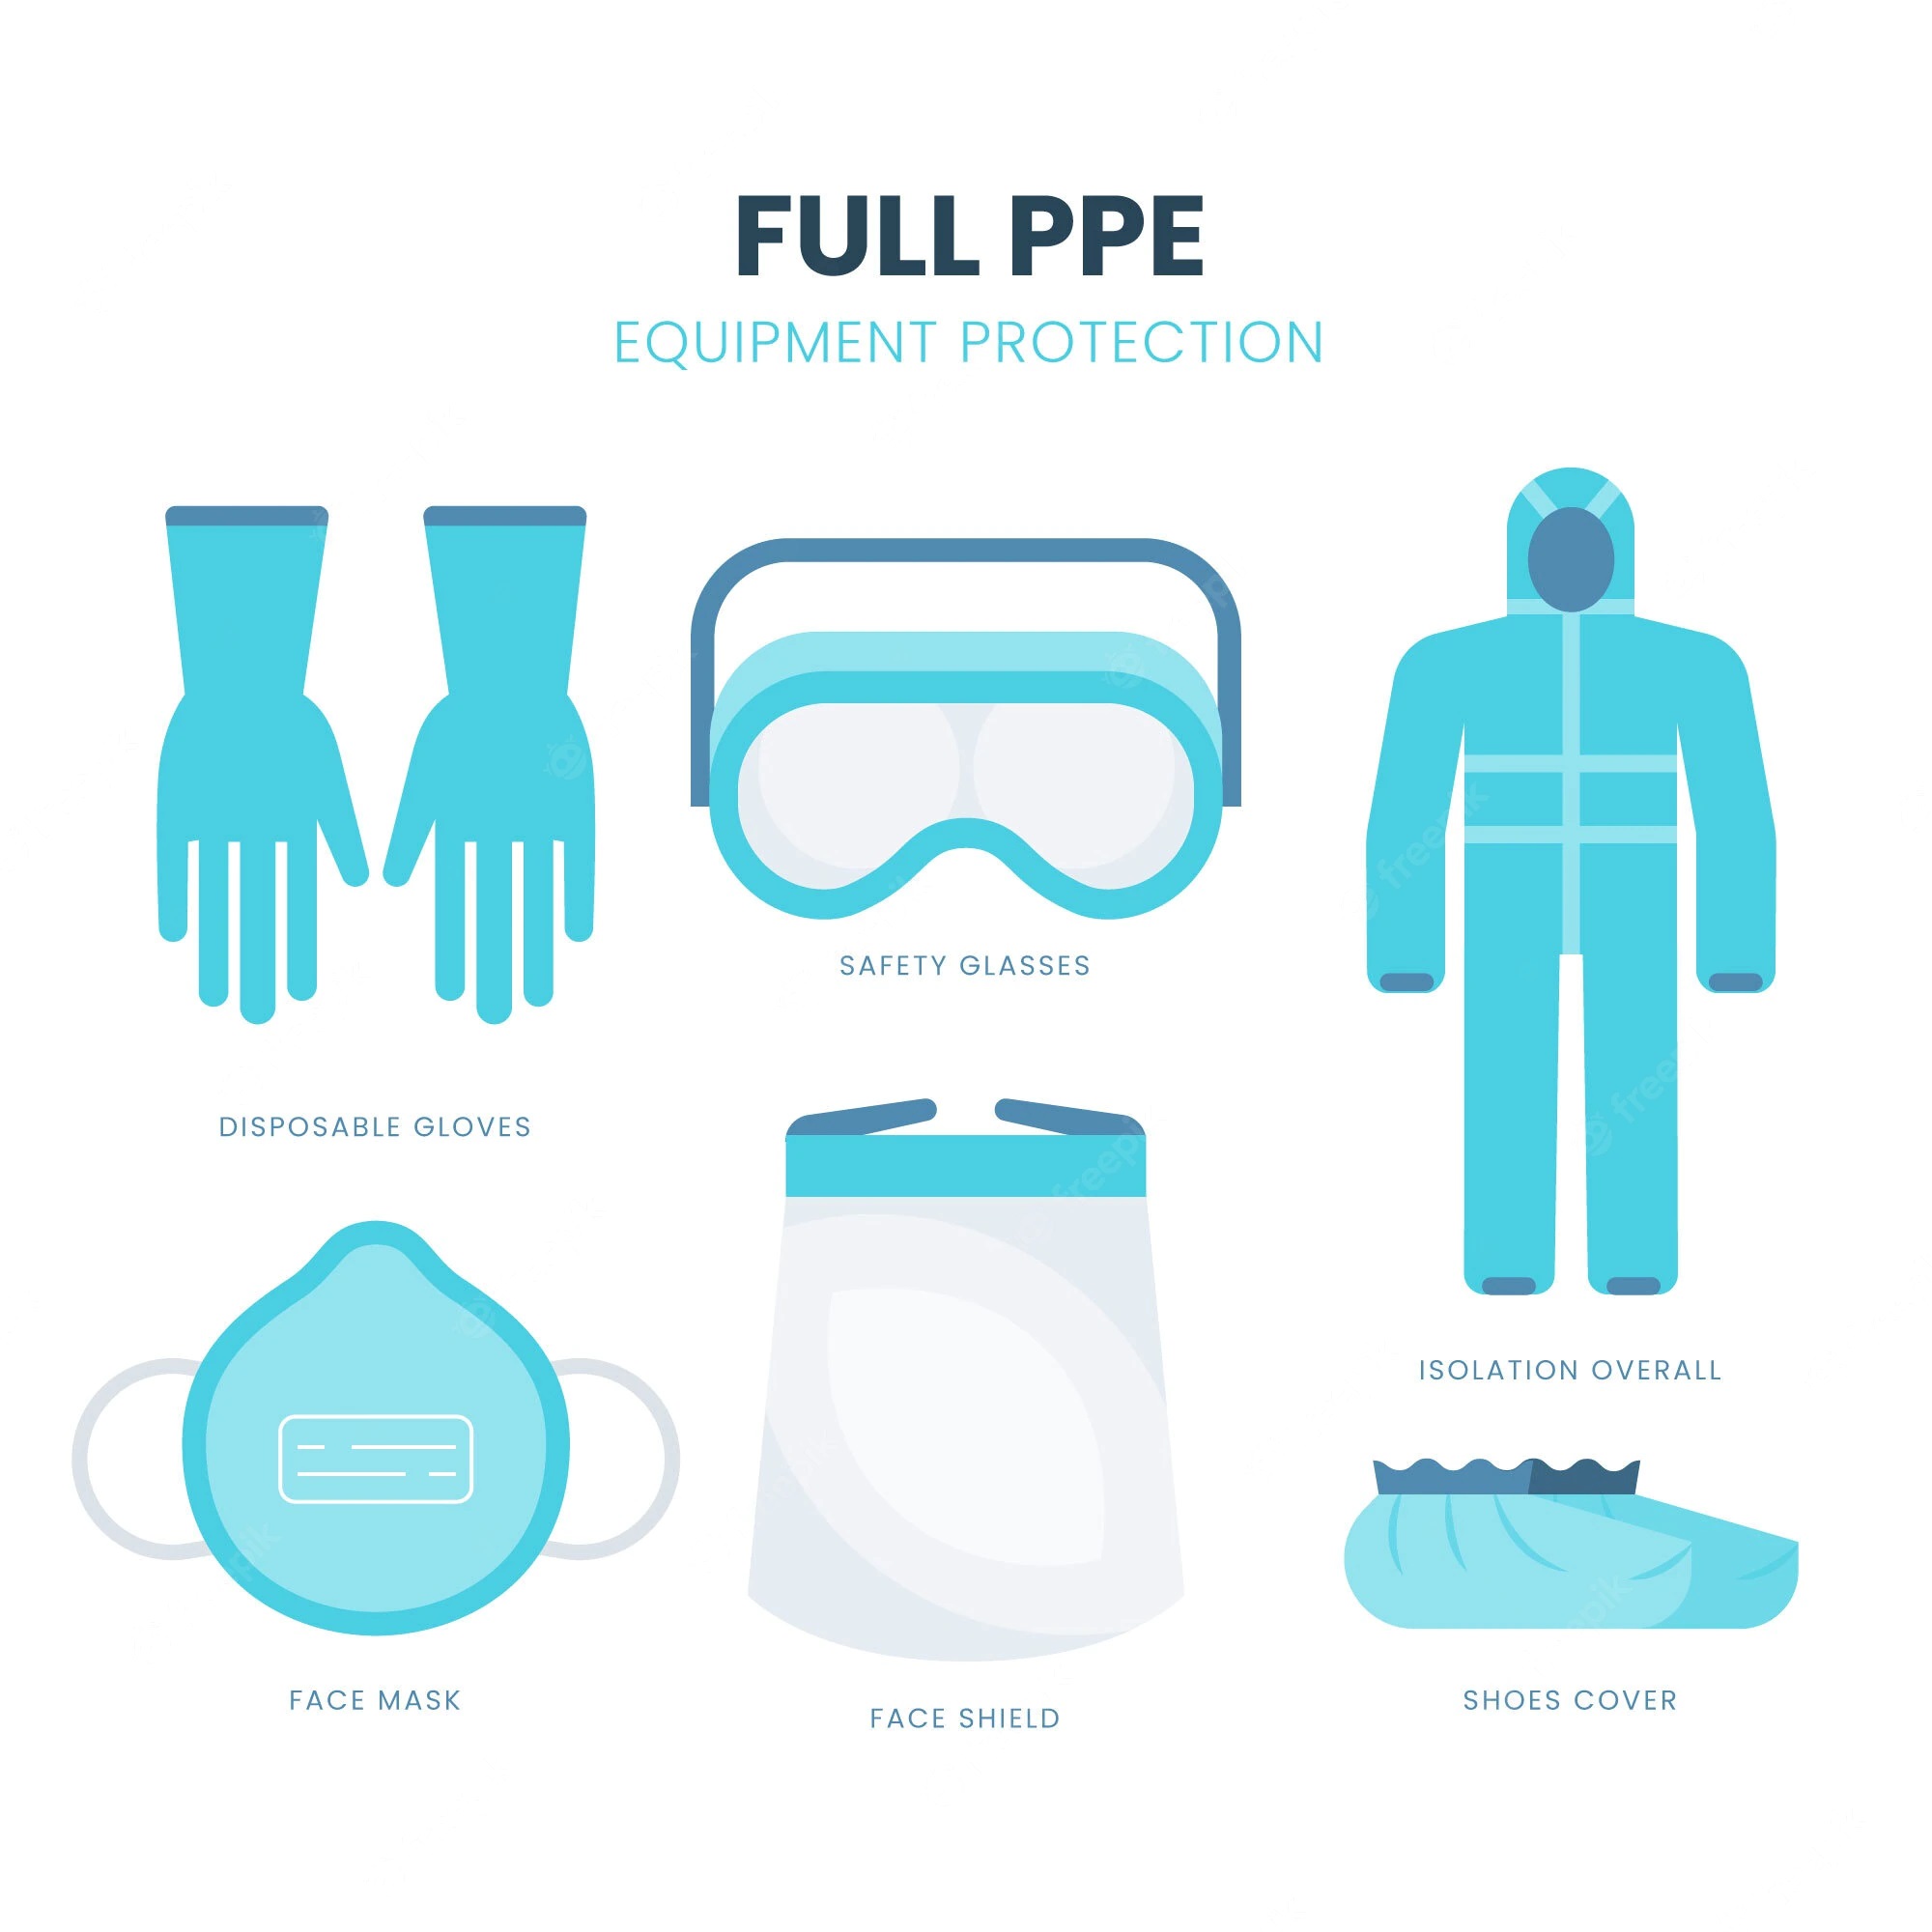 FULL PPE
EQUIPMENT PROTECTION
SAFETY GLASSES
DISPOSABLE GLOVES
ISOLATION OVERALL
FACE MASK
FACE SHIELD
SHOES COVER